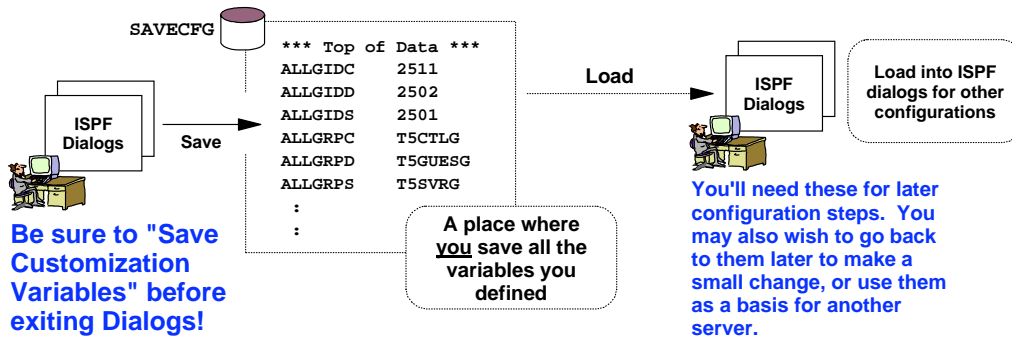 SAVECFG
*** Top of Data ***
ALLGIDC 2511
ALLGIDD 2502
ALLGIDS 2501
ALLGRPC T5CTLG
ALLGRPD T5GUESG
ALLGRPS T5SVRG
:
:
ISPF
Dialogs
Save
Be sure to "Save
Customization
Variables" before
exiting Dialogs!
A place where
you save all the
variables you
defined
Load
ISPF
Dialogs
Load into ISPF
dialogs for other
configurations
You'll need these for later
configuration steps. You
may also wish to go back
to them later to make a
small change, or use them
as a basis for another
server.